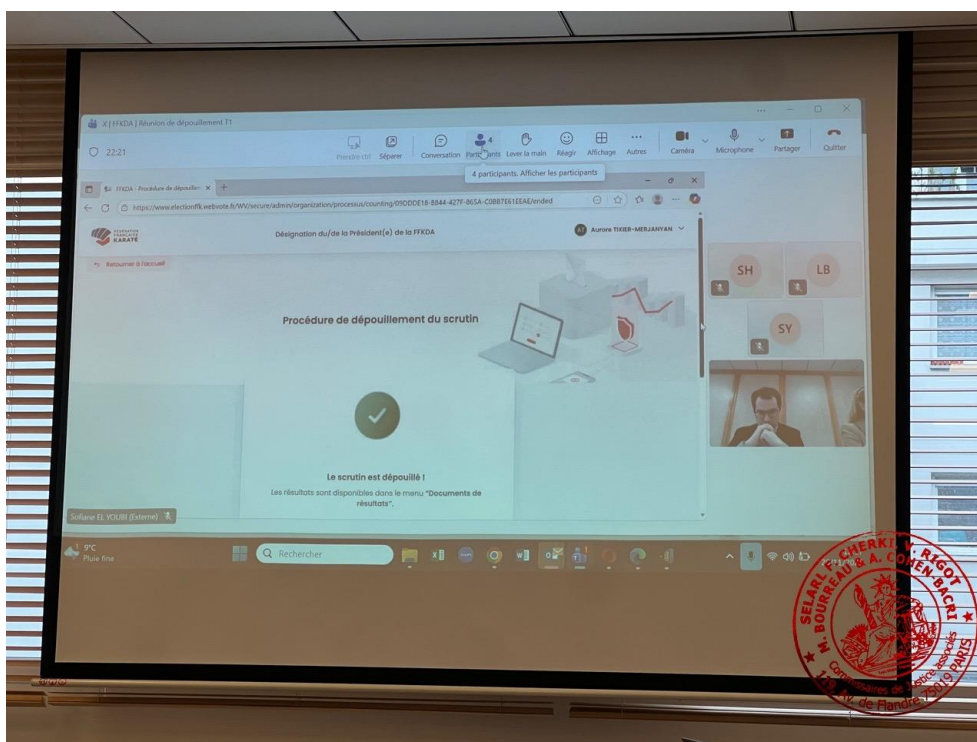 X | FFKDA | Réunion de dépouillement T1
22:21
Prendre ctrl Séparer Conversation Participants Lever la main Réagir Affichage Autres Caméra Microphone Partager Quitter
4
4 participants. Afficher les participants
FFKDA - Procédure de dépouillem
https://www.electionffk.webvote.fr/WV/secure/admin/organization/processus/counting/09DDDE18-8844-427F-865A-C0BB7E61EEAE/ended
FÉDÉRATION
FRANÇAISE
KARATÉ
Désignation du/de la Président(e) de la FFKDA
AT Aurore TIXIER-MERJANYAN
Retourner à l'accueil
SH LB
SY
Procédure de dépouillement du scrutin
Le scrutin est dépouillé !
Les résultats sont disponibles dans le menu "Documents de
résultats".
Sofiane EL YOUBI (Externe)
9°C
Pluie fine
Rechercher
SELARL F. CHERKI, V. RIGOT
M. BOURREAU & A. COHEN-BACRI
Commissaires de Justice associés
Av. de Flandre 75019 PARIS